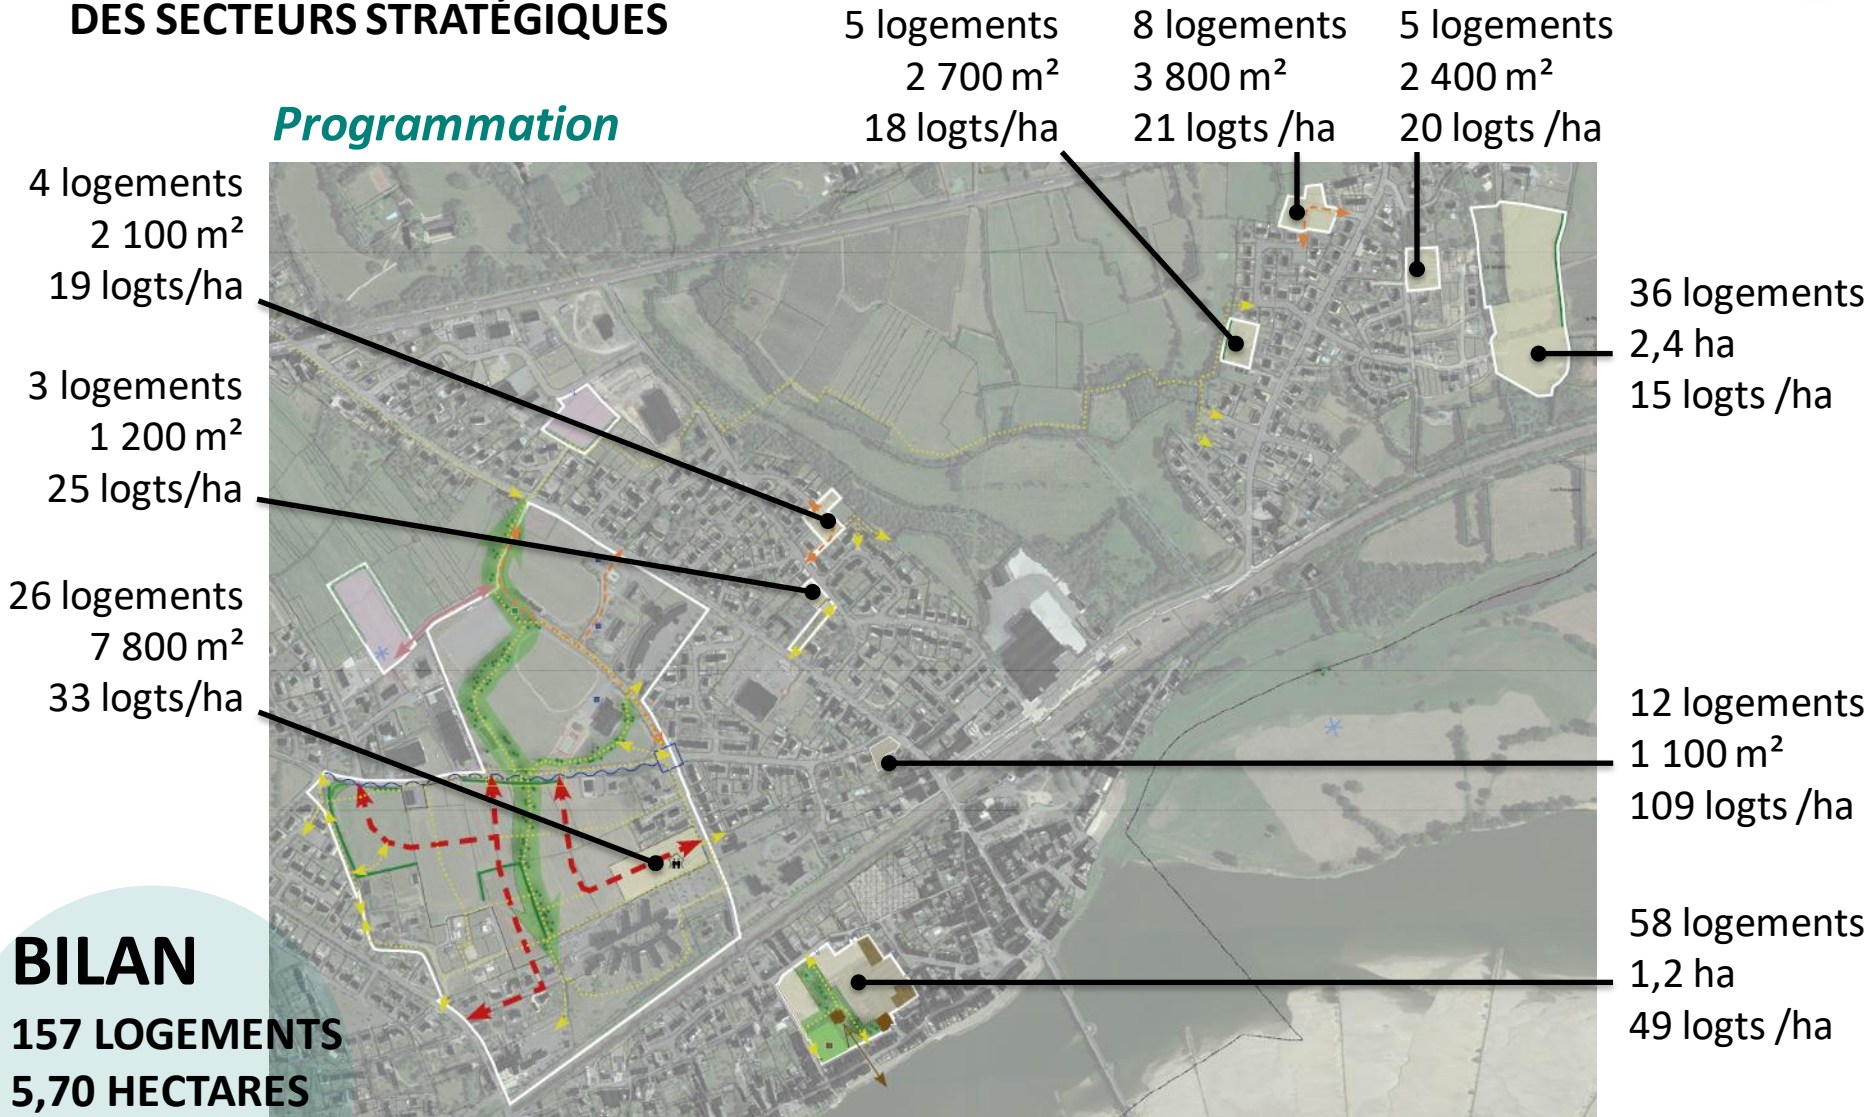 DES SECTEURS STRATÉGIQUES
Programmation
5 logements
2 700 m²
18 logts/ha
8 logements
3 800 m²
21 logts /ha
5 logements
2 400 m²
20 logts /ha
4 logements
2 100 m²
19 logts/ha
3 logements
1 200 m²
25 logts/ha
26 logements
7 800 m²
33 logts/ha
36 logements
2,4 ha
15 logts /ha
12 logements
1 100 m²
109 logts /ha
58 logements
1,2 ha
49 logts /ha
BILAN
157 LOGEMENTS
5,70 HECTARES